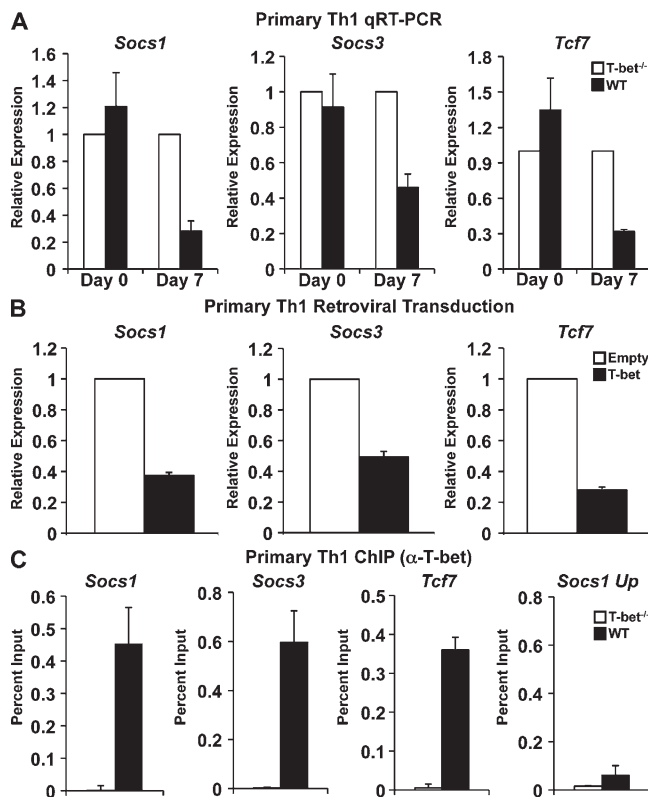 A
Primary Th1 qRT-PCR
Socs1
Socs3
Tcf7
T-bet-/-
WT
Relative Expression
1.6
1.4
1.2
1
0.8
0.6
0.4
0.2
0
Day 0
Day 7
Relative Expression
1.2
1
0.8
0.6
0.4
0.2
0
Day 0
Day 7
Relative Expression
1.8
1.5
1.2
0.9
0.6
0.3
0
Day 0
Day 7
B
Primary Th1 Retroviral Transduction
Socs1
Socs3
Tcf7
Empty
T-bet
Relative Expression
1.2
1
0.8
0.6
0.4
0.2
0
Relative Expression
1.2
1
0.8
0.6
0.4
0.2
0
Relative Expression
1.2
1
0.8
0.6
0.4
0.2
0
C
Primary Th1 ChIP (α-T-bet)
Socs1
Socs3
Tcf7
Socs1 Up
T-bet-/-
WT
Percent Input
0.6
0.5
0.4
0.3
0.2
0.1
0
Percent Input
0.8
0.6
0.4
0.2
0
Percent Input
0.5
0.4
0.3
0.2
0.1
0
Percent Input
0.8
0.6
0.4
0.2
0